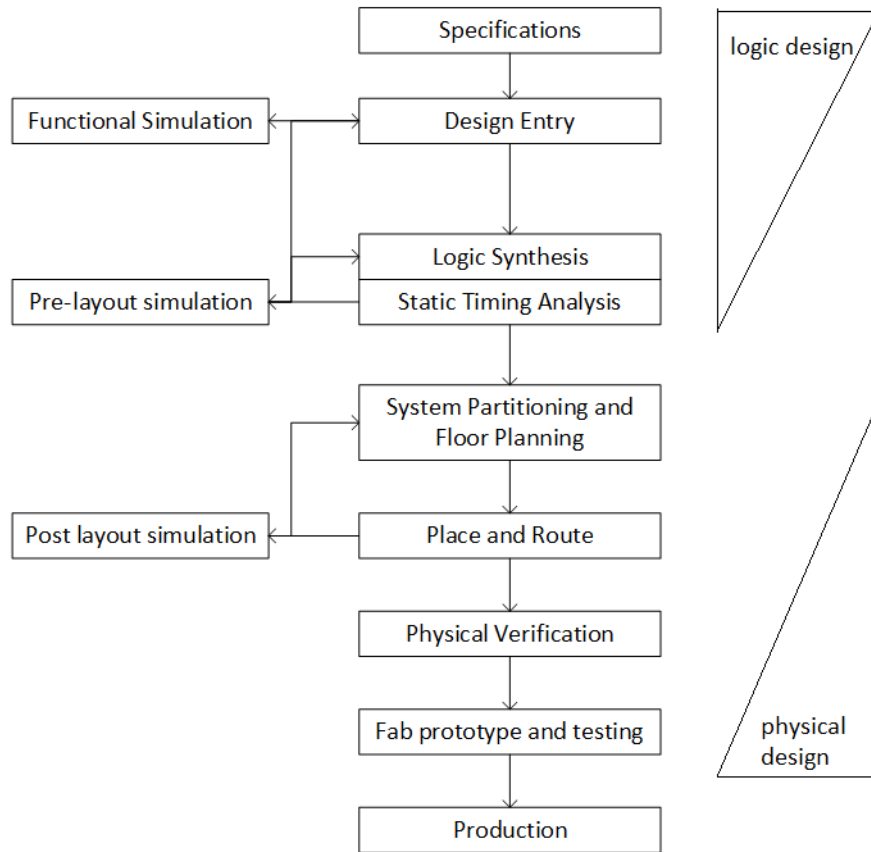 Specifications
logic design
Functional Simulation
Design Entry
Logic Synthesis
Pre-layout simulation
Static Timing Analysis
System Partitioning and
Floor Planning
Post layout simulation
Place and Route
Physical Verification
Fab prototype and testing
physical
design
Production